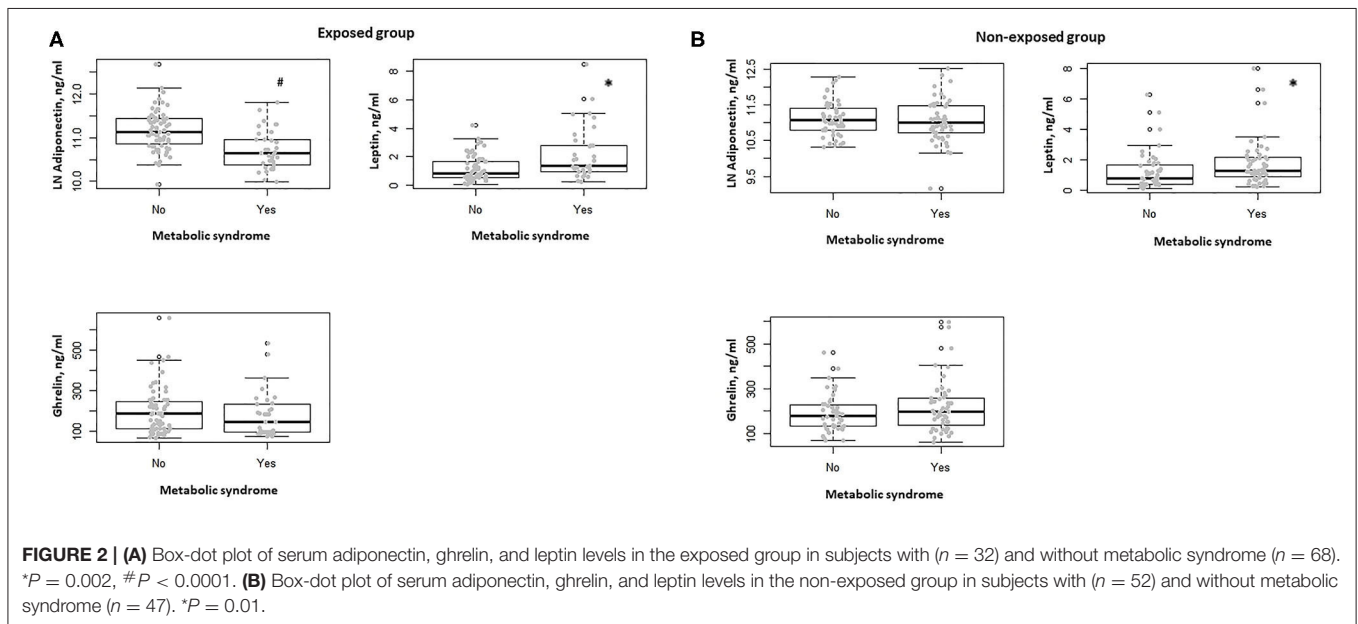 A
Exposed group
B
Non-exposed group
LN Adiponectin, ng/ml
12.0
11.0
10.0
#
No
Yes
Metabolic syndrome
Leptin, ng/ml
8
6
4
2
0
*
No
Yes
Metabolic syndrome
LN Adiponectin, ng/ml
12.5
11.5
10.5
9.5
No
Yes
Metabolic syndrome
Leptin, ng/ml
8
6
4
2
0
*
No
Yes
Metabolic syndrome
Ghrelin, ng/ml
500
300
100
No
Yes
Metabolic syndrome
Ghrelin, ng/ml
500
300
100
No
Yes
Metabolic syndrome
FIGURE 2 | (A) Box-dot plot of serum adiponectin, ghrelin, and leptin levels in the exposed group in subjects with (n = 32) and without metabolic syndrome (n = 68).
*P = 0.002, #P < 0.0001. (B) Box-dot plot of serum adiponectin, ghrelin, and leptin levels in the non-exposed group in subjects with (n = 52) and without metabolic
syndrome (n = 47). *P = 0.01.